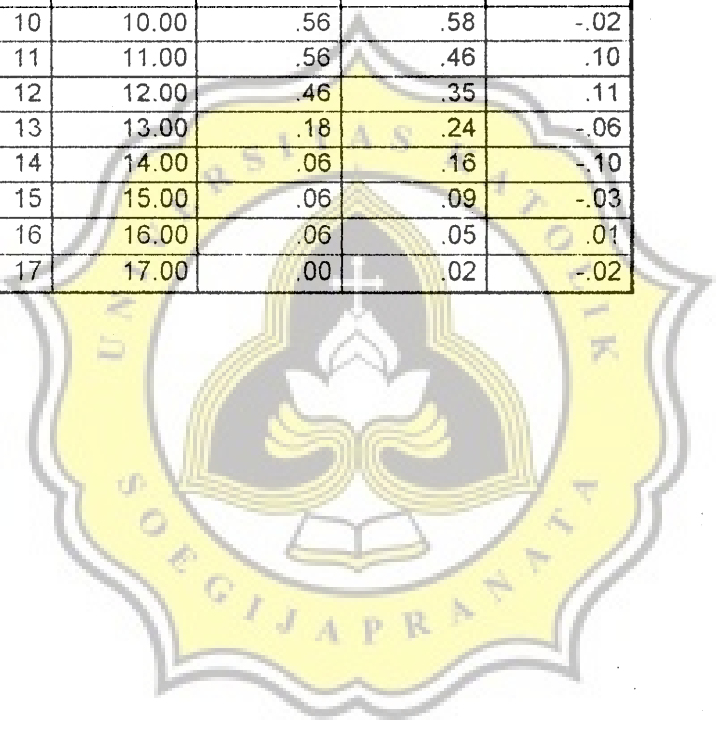 10 10.00 .56 .58 -.02
11 11.00 .56 .46 .10
12 12.00 .46 .35 .11
13 13.00 .18 .24 -.06
14 14.00 .06 .16 -.10
15 15.00 .06 .09 -.03
16 16.00 .06 .05 .01
17 17.00 .00 .02 -.02
UNIVERSITAS KATOLIK
SOEGIJAPRANATA